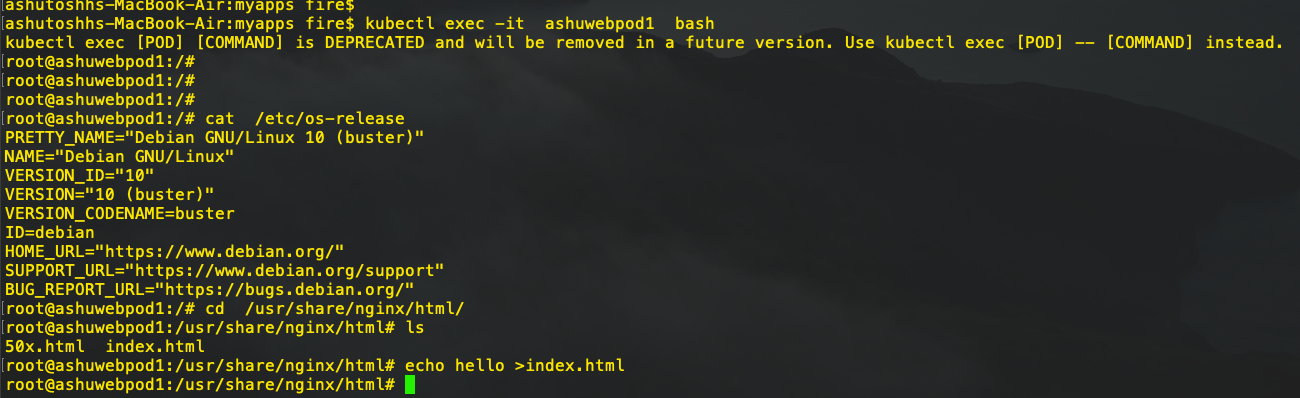 ashutoshhs-MacBook-Air:myapps fire$
ashutoshhs-MacBook-Air:myapps fire$ kubectl exec -it  ashuwebpod1  bash
kubectl exec [POD] [COMMAND] is DEPRECATED and will be removed in a future version. Use kubectl exec [POD] -- [COMMAND] instead.
[root@ashuwebpod1:/#
[root@ashuwebpod1:/#
root@ashuwebpod1:/#
[root@ashuwebpod1:/# cat  /etc/os-release
PRETTY_NAME="Debian GNU/Linux 10 (buster)"
NAME="Debian GNU/Linux"
VERSION_ID="10"
VERSION="10 (buster)"
VERSION_CODENAME=buster
ID=debian
HOME_URL="https://www.debian.org/"
SUPPORT_URL="https://www.debian.org/support"
BUG_REPORT_URL="https://bugs.debian.org/"
[root@ashuwebpod1:/# cd  /usr/share/nginx/html/
[root@ashuwebpod1:/usr/share/nginx/html# ls
50x.html  index.html
[root@ashuwebpod1:/usr/share/nginx/html# echo hello >index.html
root@ashuwebpod1:/usr/share/nginx/html#